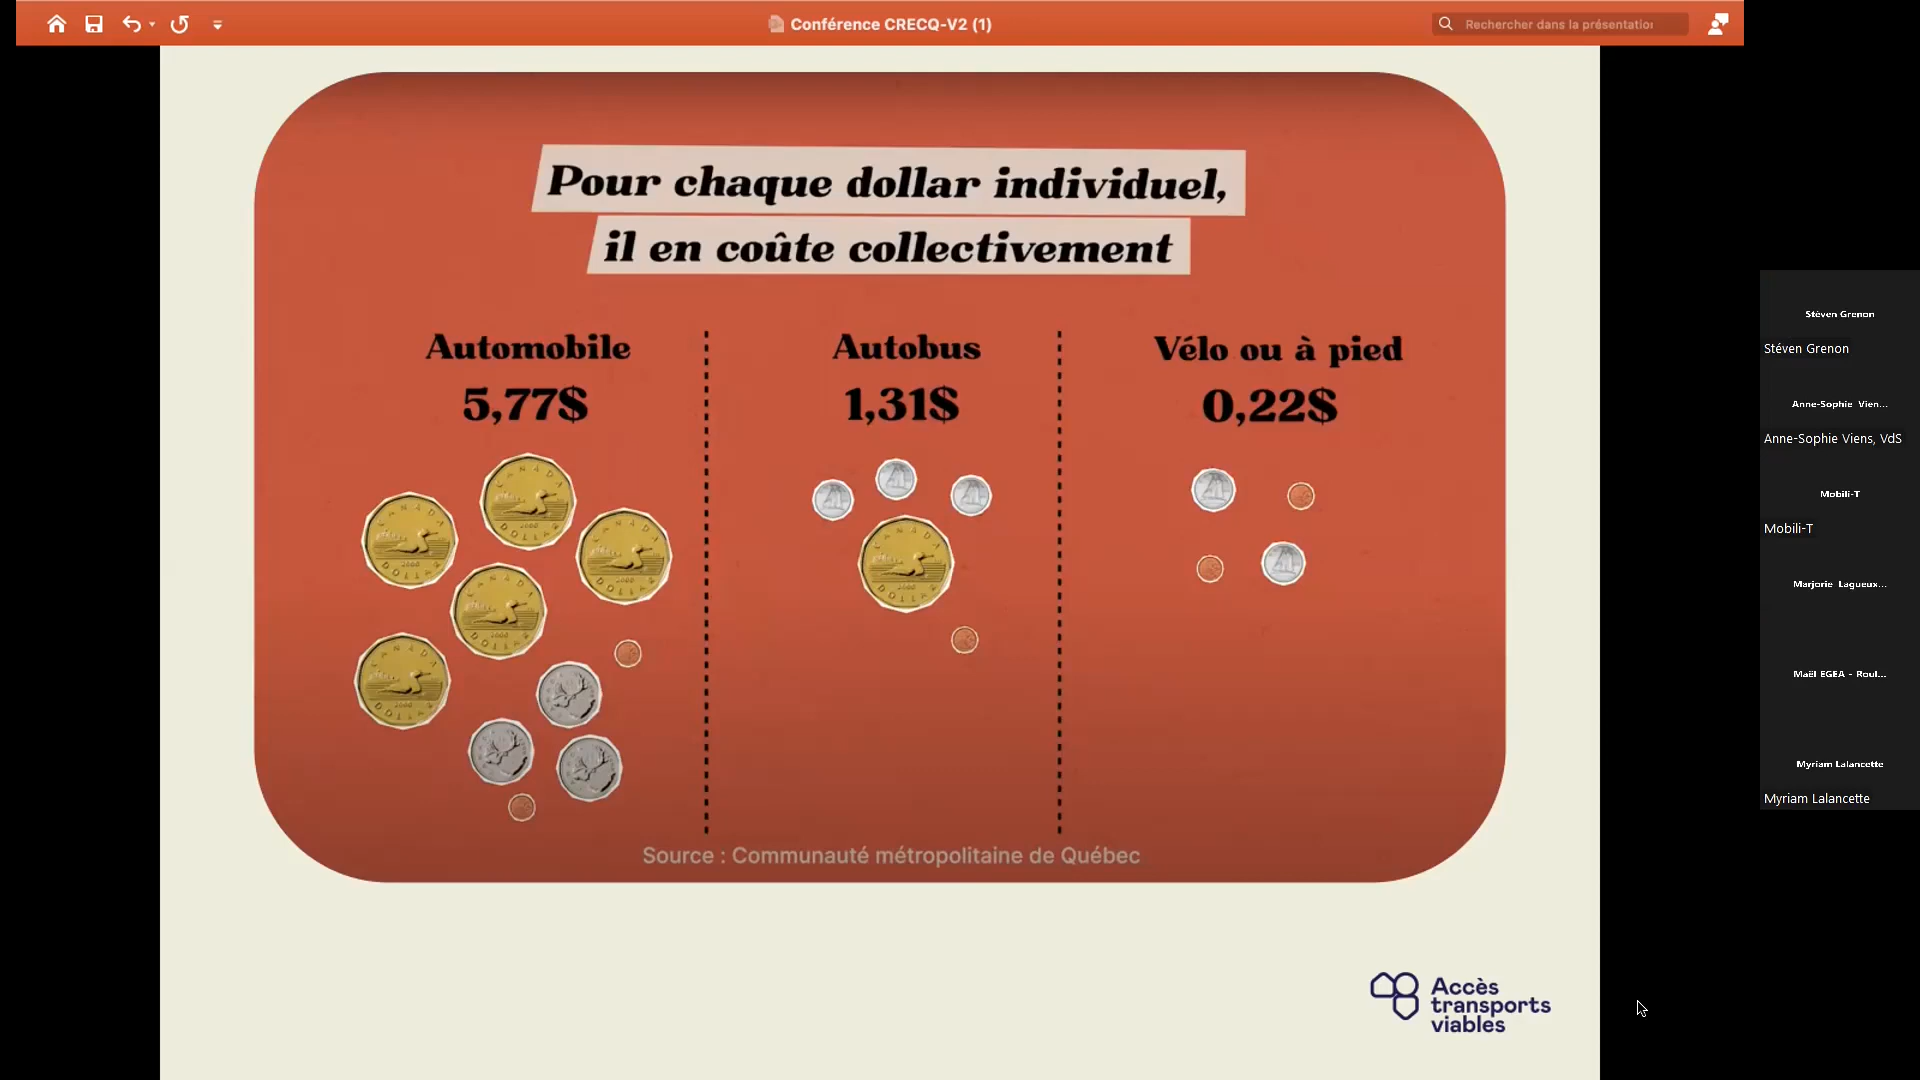 Conférence CRECQ-V2 (1)
Rechercher dans la présentation
Pour chaque dollar individuel,
il en coûte collectivement
Automobile
5,77$
Autobus
1,31$
Vélo ou à pied
0,22$
Source : Communauté métropolitaine de Québec
Accès
transports
viables
Stéven Grenon
Stéven Grenon
Anne-Sophie Vien...
Anne-Sophie Viens, VdS
Mobili-T
Mobili-T
Marjorie Lagueux...
Maël EGEA - Roul...
Myriam Lalancette
Myriam Lalancette